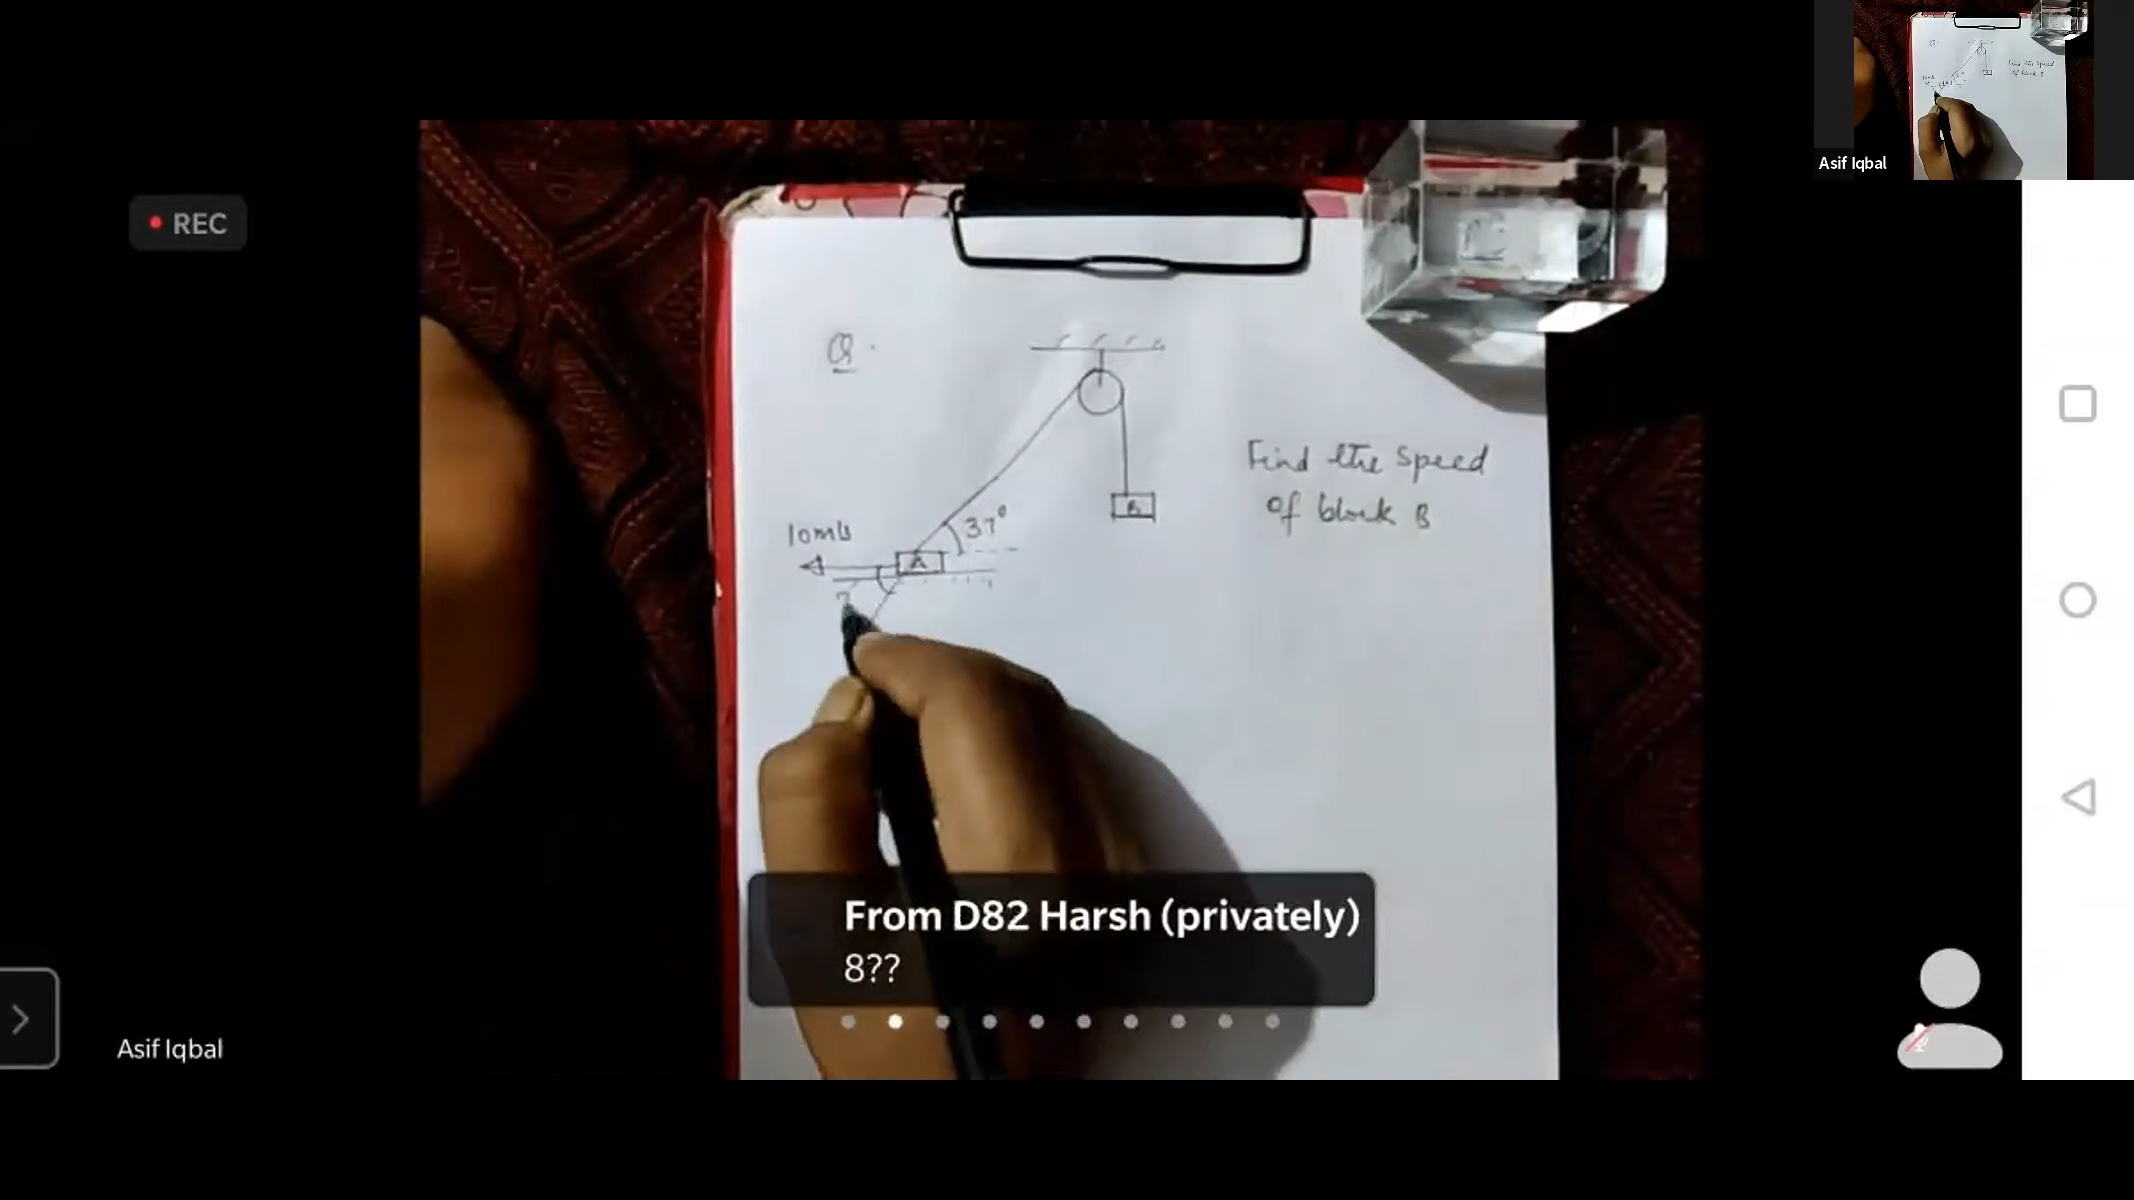 Asif Iqbal
REC
Q.
Find the Speed
of block B
37°
10m/s
B
A
From D82 Harsh (privately)
8??
Asif Iqbal